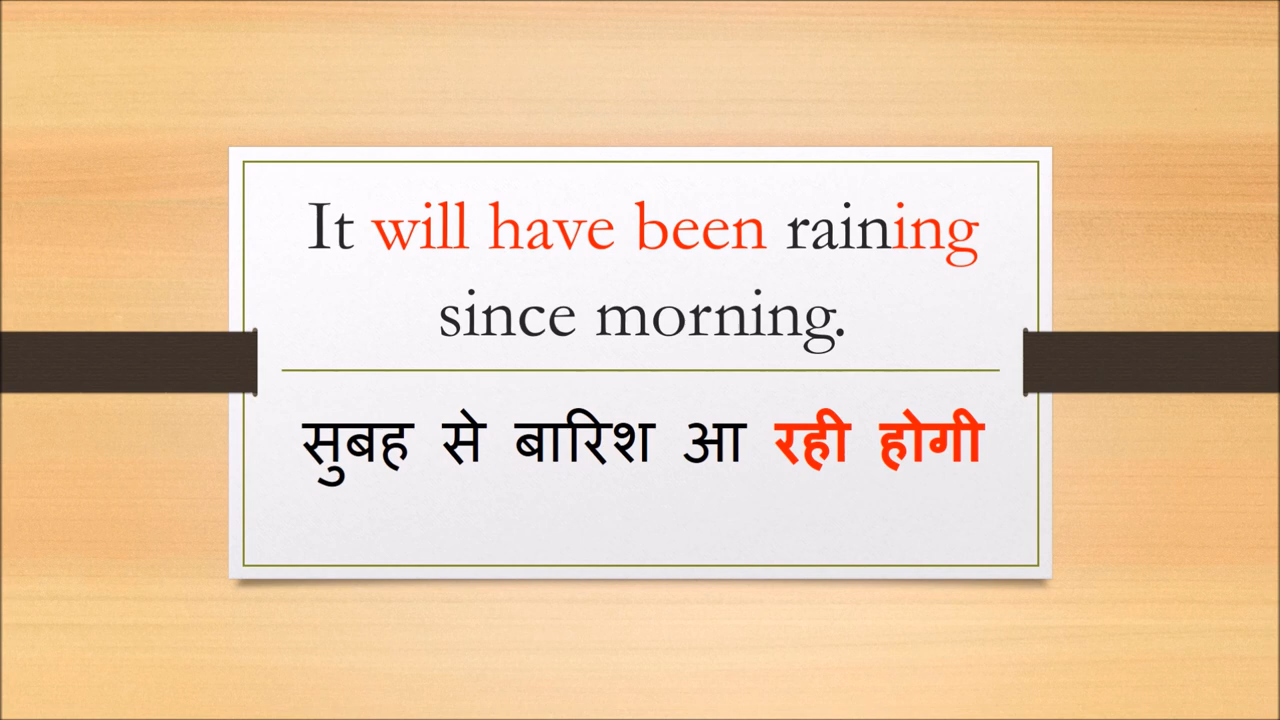 It will have been raining
since morning.
सुबह से बारिश आ रही होगी